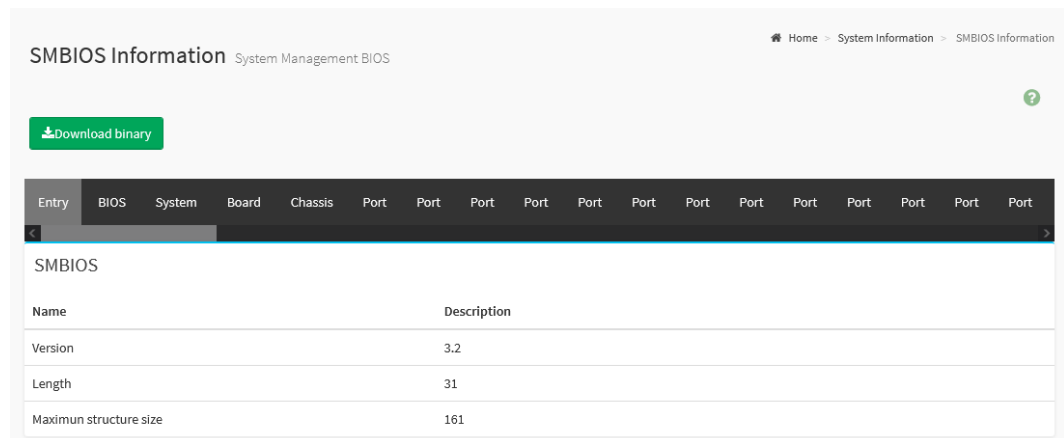 Home > System Information > SMBIOS Information
SMBIOS Information System Management BIOS
Download binary
Entry BIOS System Board Chassis Port Port Port Port Port Port Port Port Port Port Port Port Port
SMBIOS
Name Description
Version 3.2
Length 31
Maximun structure size 161